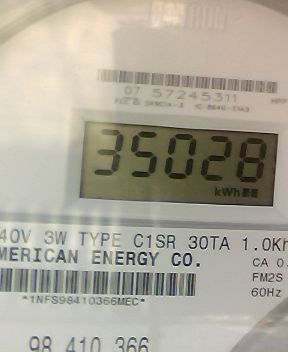 07 57245311
35028
kWh
40V 3W TYPE C1SR 30TA 1.0Kh
MERICAN ENERGY CO.
CA 0.
FM2S
60Hz
*1NFS98410366MEC*
98 410 366